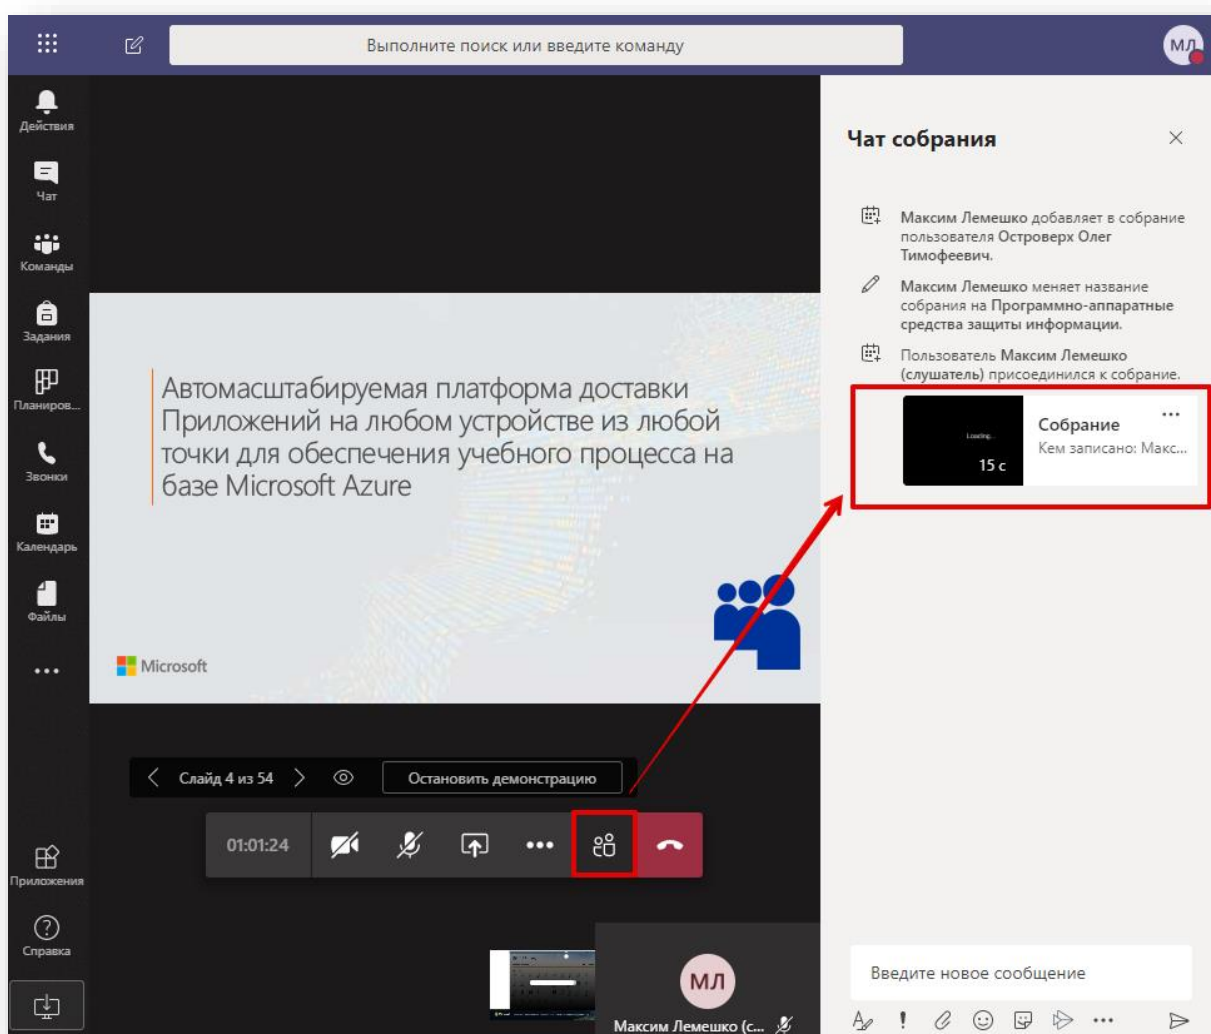 Выполните поиск или введите команду
МЛ
Действия
Чат
Команды
Задания
Планиров...
Звонки
Календарь
Файлы
Приложения
Справка
Автомасштабируемая платформа доставки
Приложений на любом устройстве из любой
точки для обеспечения учебного процесса на
базе Microsoft Azure
Microsoft
Слайд 4 из 54
Остановить демонстрацию
01:01:24
МЛ
Максим Лемешко (с...
Чат собрания
Максим Лемешко добавляет в собрание
пользователя Островерх Олег
Тимофеевич.
Максим Лемешко меняет название
собрания на Программно-аппаратные
средства защиты информации.
Пользователь Максим Лемешко
(слушатель) присоединился к собрание.
Loading...
15 с
Собрание
Кем записано: Макс...
Введите новое сообщение